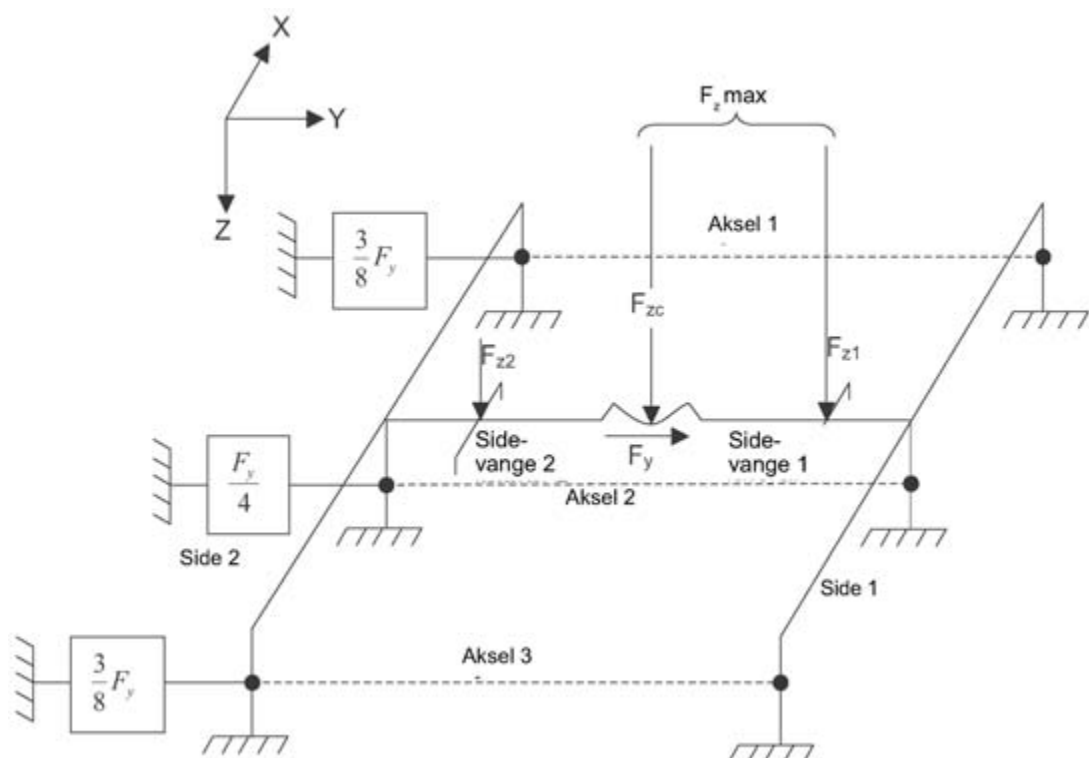 X
Y
Z
F_z max
Aksel 1
3/8 F_y
F_zc
F_z2
F_z1
Side-
vange 2
F_y
Side-
vange 1
F_y/4
Aksel 2
Side 2
Side 1
Aksel 3
3/8 F_y